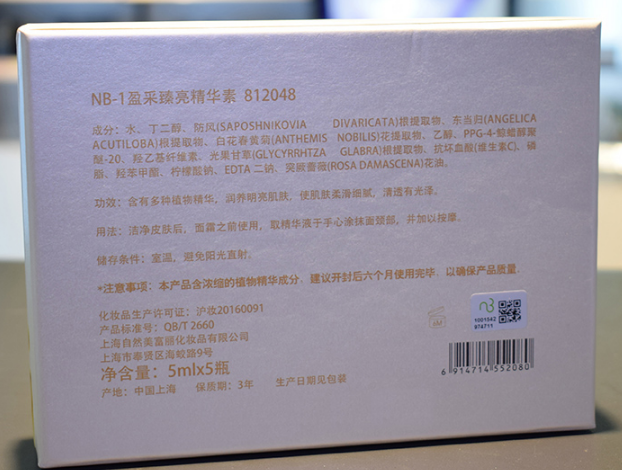 NB-1盈采臻亮精华素 812048
成分：水、丁二醇、防风(SAPOSHNIKOVIA DIVARICATA)根提取物、东当归(ANGELICA
ACUTILOBA)根提取物、白花春黄菊(ANTHEMIS NOBILIS)花提取物、乙醇、PPG-4-鲸蜡醇聚
醚-20、羟乙基纤维素、光果甘草(GLYCYRRHTZA GLABRA)根提取物、抗坏血酸(维生素C)、磷
脂、羟苯甲酯、柠檬酸钠、EDTA 二钠、突厥蔷薇(ROSA DAMASCENA)花油。
功效：含有多种植物精华，润养明亮肌肤，使肌肤柔滑细腻，清透有光泽。
用法：洁净皮肤后，面霜之前使用，取精华液于手心涂抹面颈部，并加以按摩。
储存条件：室温，避免阳光直射。
*注意事项：本产品含浓缩的植物精华成分，建议开封后六个月使用完毕，以确保产品质量.
化妆品生产许可证：沪妆20160091
产品标准号：QB/T 2660
上海自然美富丽化妆品有限公司
上海市奉贤区海蛟路9号
净含量：5mlx5瓶
产地：中国上海 保质期：3年 生产日期见包装
6M
1001542
974711
6 914714 552080